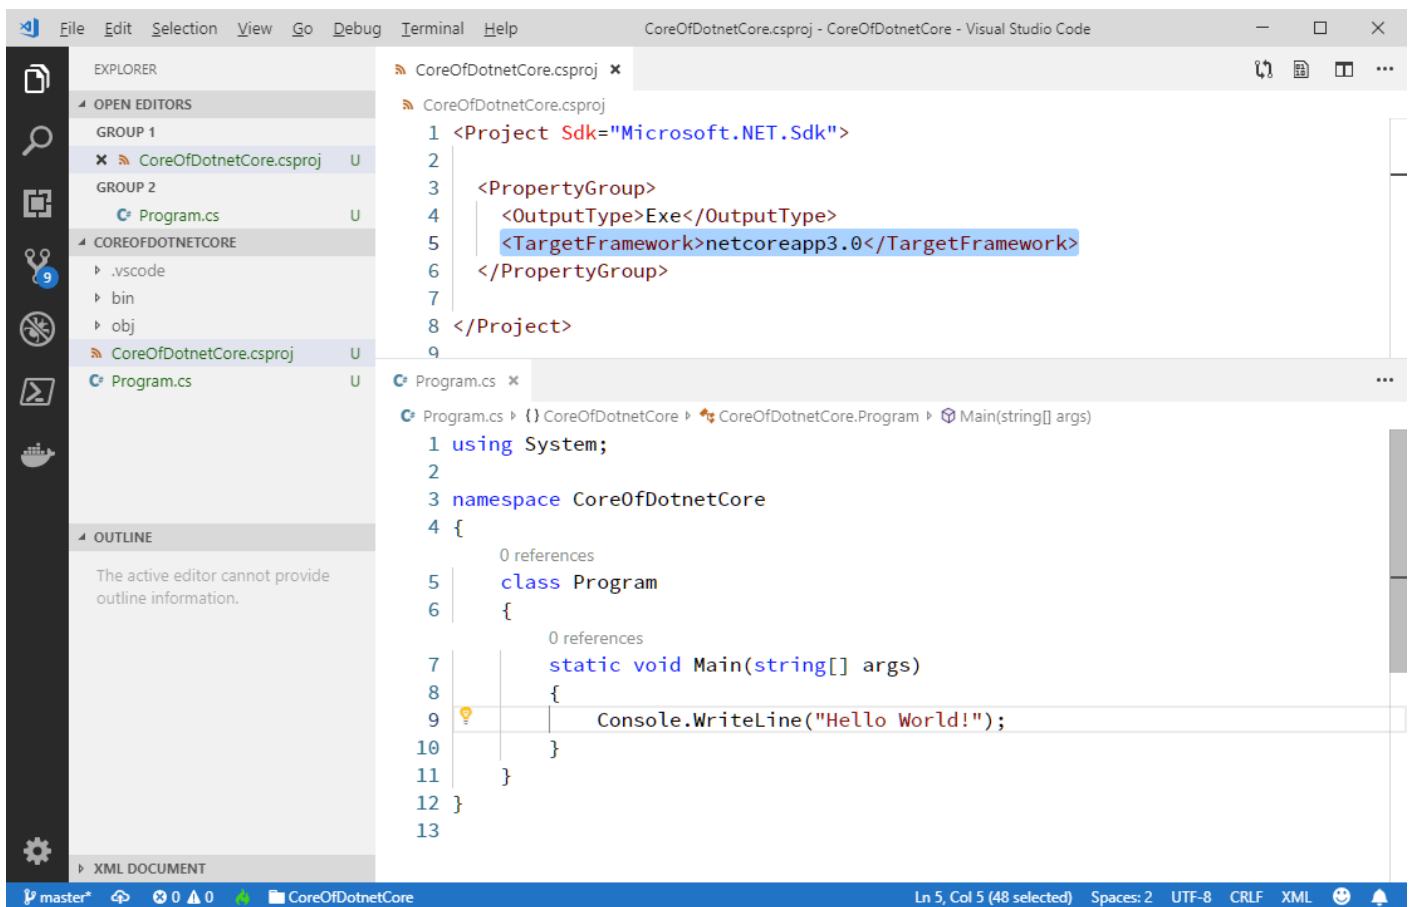 File Edit Selection View Go Debug Terminal Help CoreOfDotnetCore.csproj - CoreOfDotnetCore - Visual Studio Code
EXPLORER
OPEN EDITORS
GROUP 1
CoreOfDotnetCore.csproj U
GROUP 2
C# Program.cs U
COREOFDOTNETCORE
.vscode
bin
obj
CoreOfDotnetCore.csproj U
C# Program.cs U
OUTLINE
The active editor cannot provide
outline information.
XML DOCUMENT
9
CoreOfDotnetCore.csproj
CoreOfDotnetCore.csproj
1 <Project Sdk="Microsoft.NET.Sdk">
2
3 <PropertyGroup>
4 <OutputType>Exe</OutputType>
5 <TargetFramework>netcoreapp3.0</TargetFramework>
6 </PropertyGroup>
7
8 </Project>
9
C# Program.cs
C# Program.cs {} CoreOfDotnetCore CoreOfDotnetCore.Program Main(string[] args)
1 using System;
2
3 namespace CoreOfDotnetCore
4 {
0 references
5 class Program
6 {
0 references
7 static void Main(string[] args)
8 {
9 Console.WriteLine("Hello World!");
10 }
11 }
12 }
13
master* 0 0 CoreOfDotnetCore Ln 5, Col 5 (48 selected) Spaces: 2 UTF-8 CRLF XML